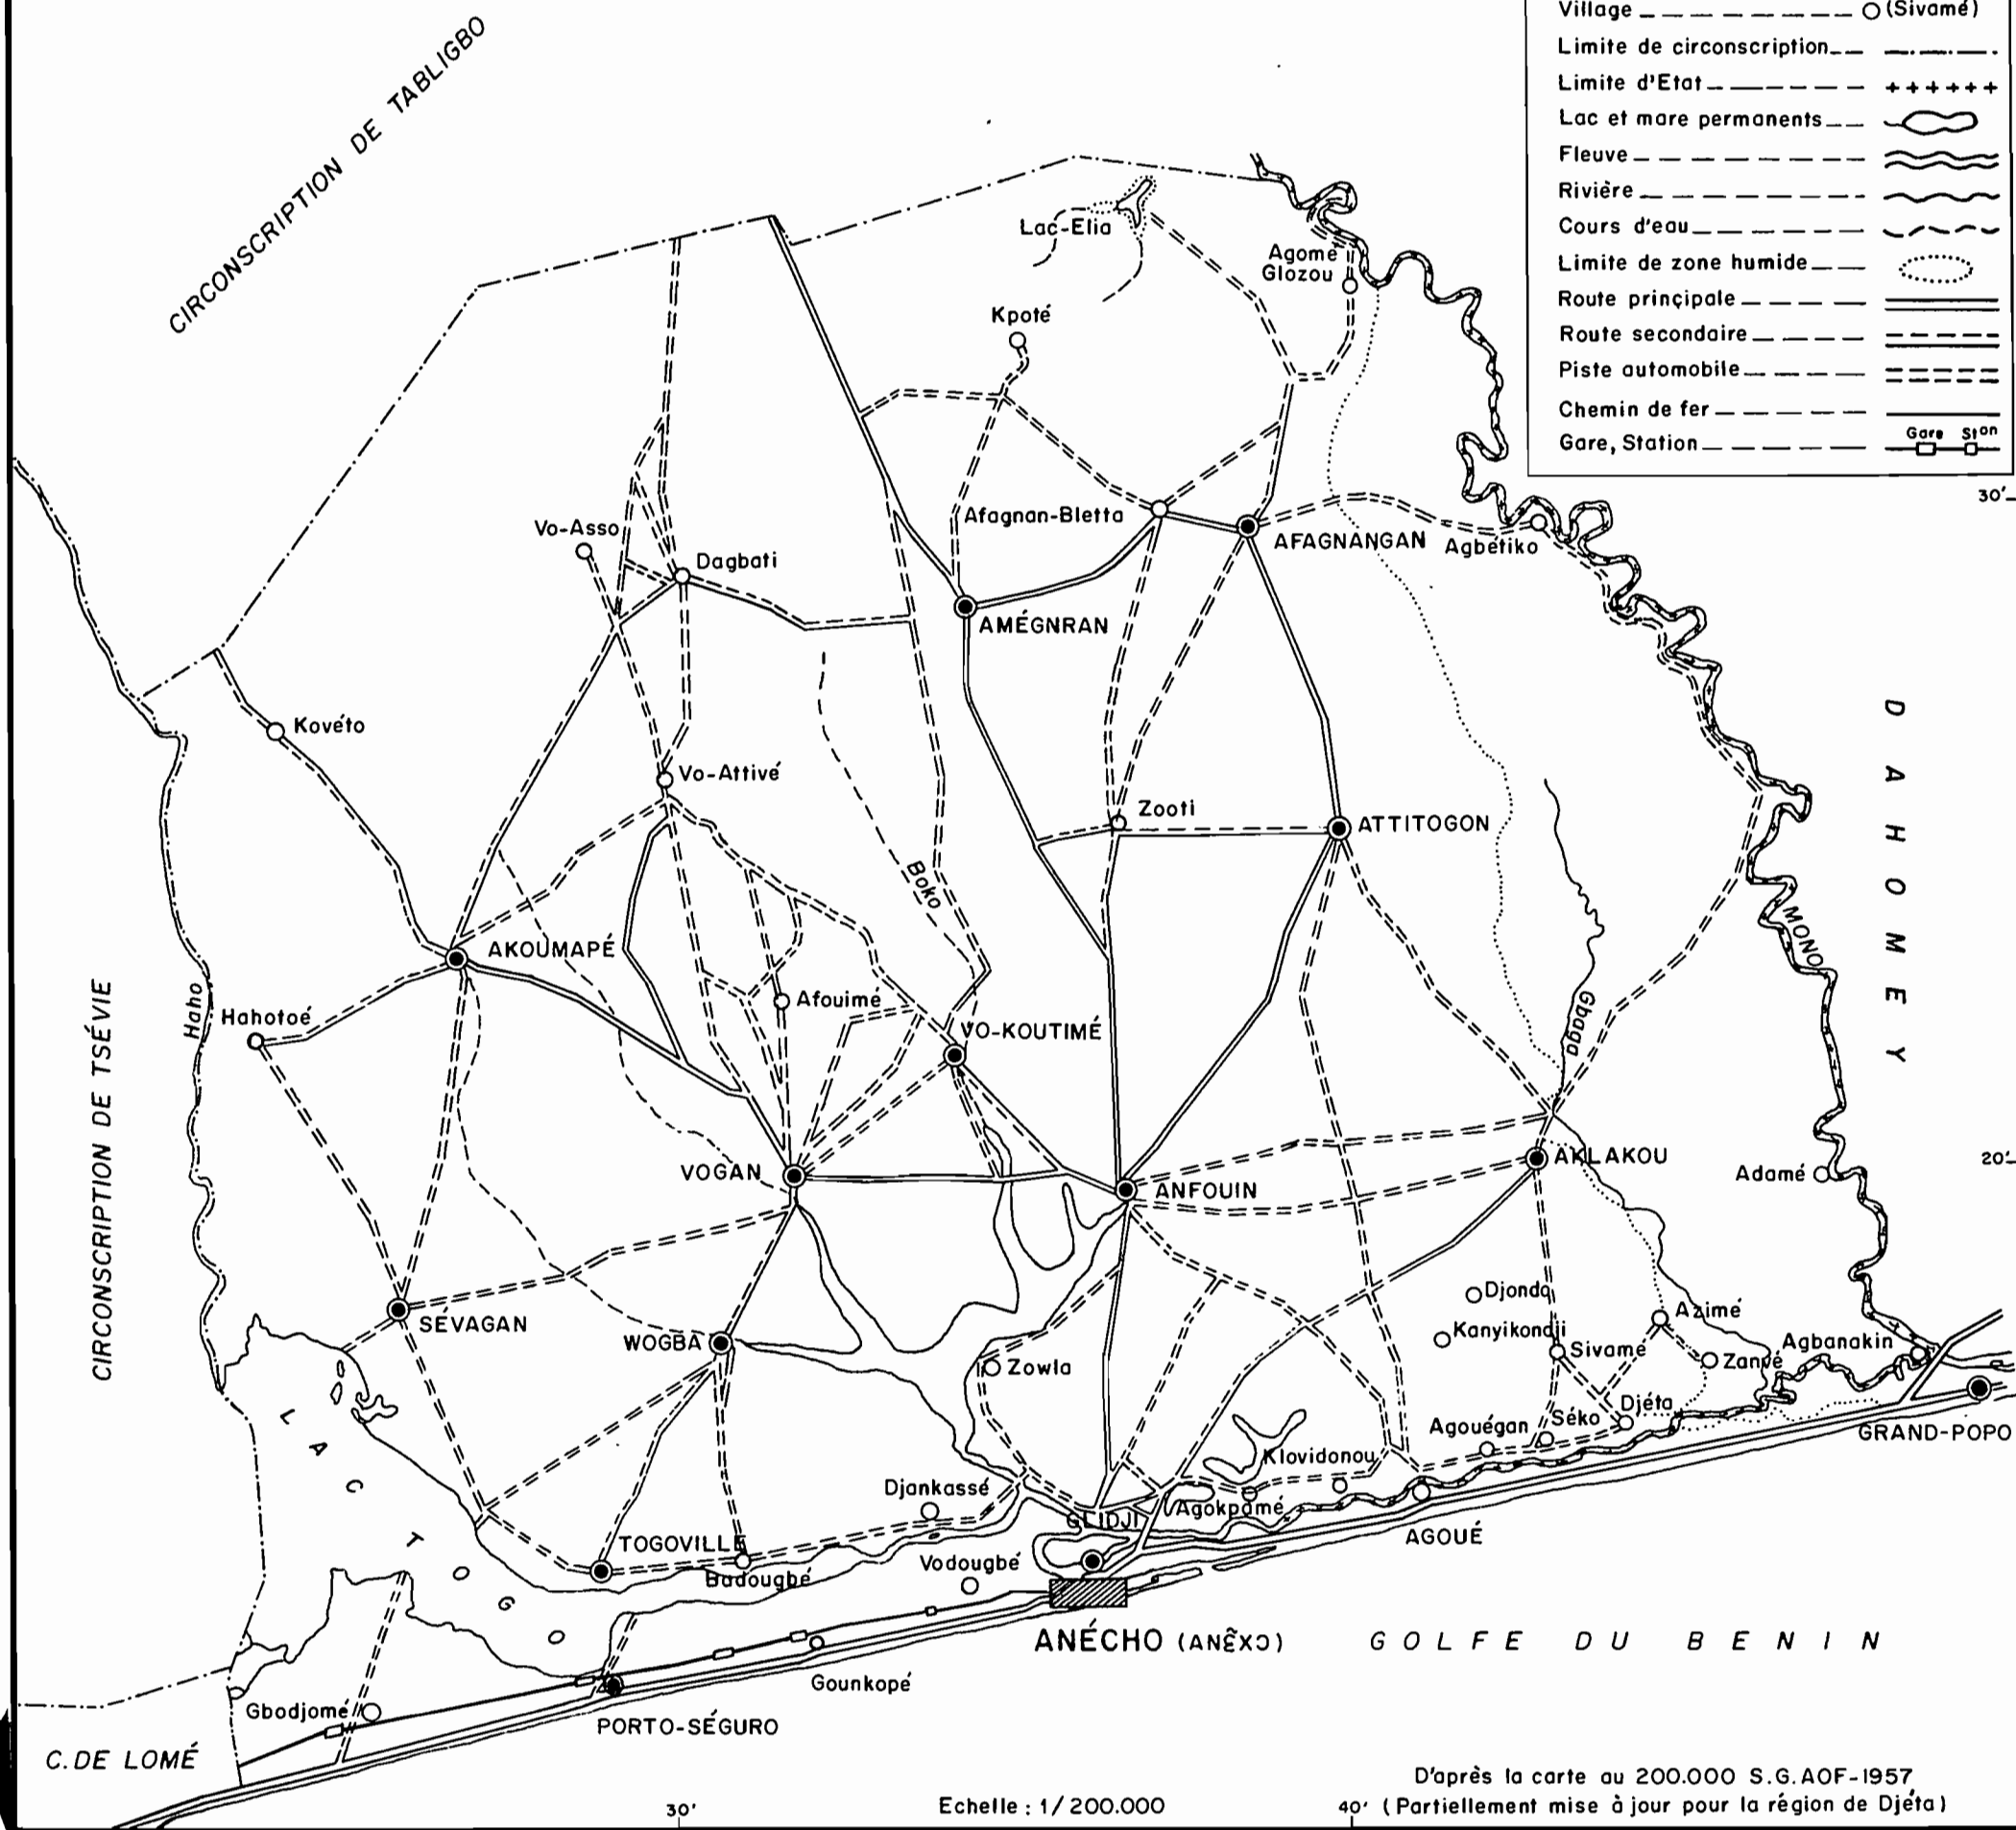 Village (Sivamé)
Limite de circonscription
Limite d'Etat
Lac et mare permanents
Fleuve
Rivière
Cours d'eau
Limite de zone humide
Route prinçipale
Route secondaire
Piste automobile
Chemin de fer
Gare, Station
Gare Stᵒⁿ
CIRCONSCRIPTION DE TABLIGBO
Lac-Elia
Agomé
Glozou
Kpoté
30'
Vo-Asso
Afagnan-Bletta
AFAGNANGAN
Agbétiko
Dagbati
AMÉGNRAN
Kovéto
Vo-Attivé
Zooti
ATTITOGON
DAHOMEY
Boko
MONO
AKOUMAPÉ
CIRCONSCRIPTION DE TSÉVIE
Haho
Hahotoé
Afouimé
VO-KOUTIMÉ
Gbaga
VOGAN
ANFOUIN
AKLAKOU
Adamé
20'
SÉVAGAN
WOGBA
Zowla
Djondo
Kanyikondji
Sivamé
Azimé
Zanvé
Agbanakin
LAC TOGO
Agouégan
Séko
Djéta
GRAND-POPO
Klovidonou
Djankassé
Agokpamé
GLIDJI
AGOUÉ
TOGOVILLE
Badougbé
Vodougbé
ANÉCHO (ANẼXƆ)
GOLFE DU BENIN
Gounkopé
Gbodjomé
PORTO-SÉGURO
C. DE LOMÉ
D'après la carte au 200.000 S.G.AOF-1957
30'
Echelle : 1/200.000
40'
(Partiellement mise à jour pour la région de Djéta)